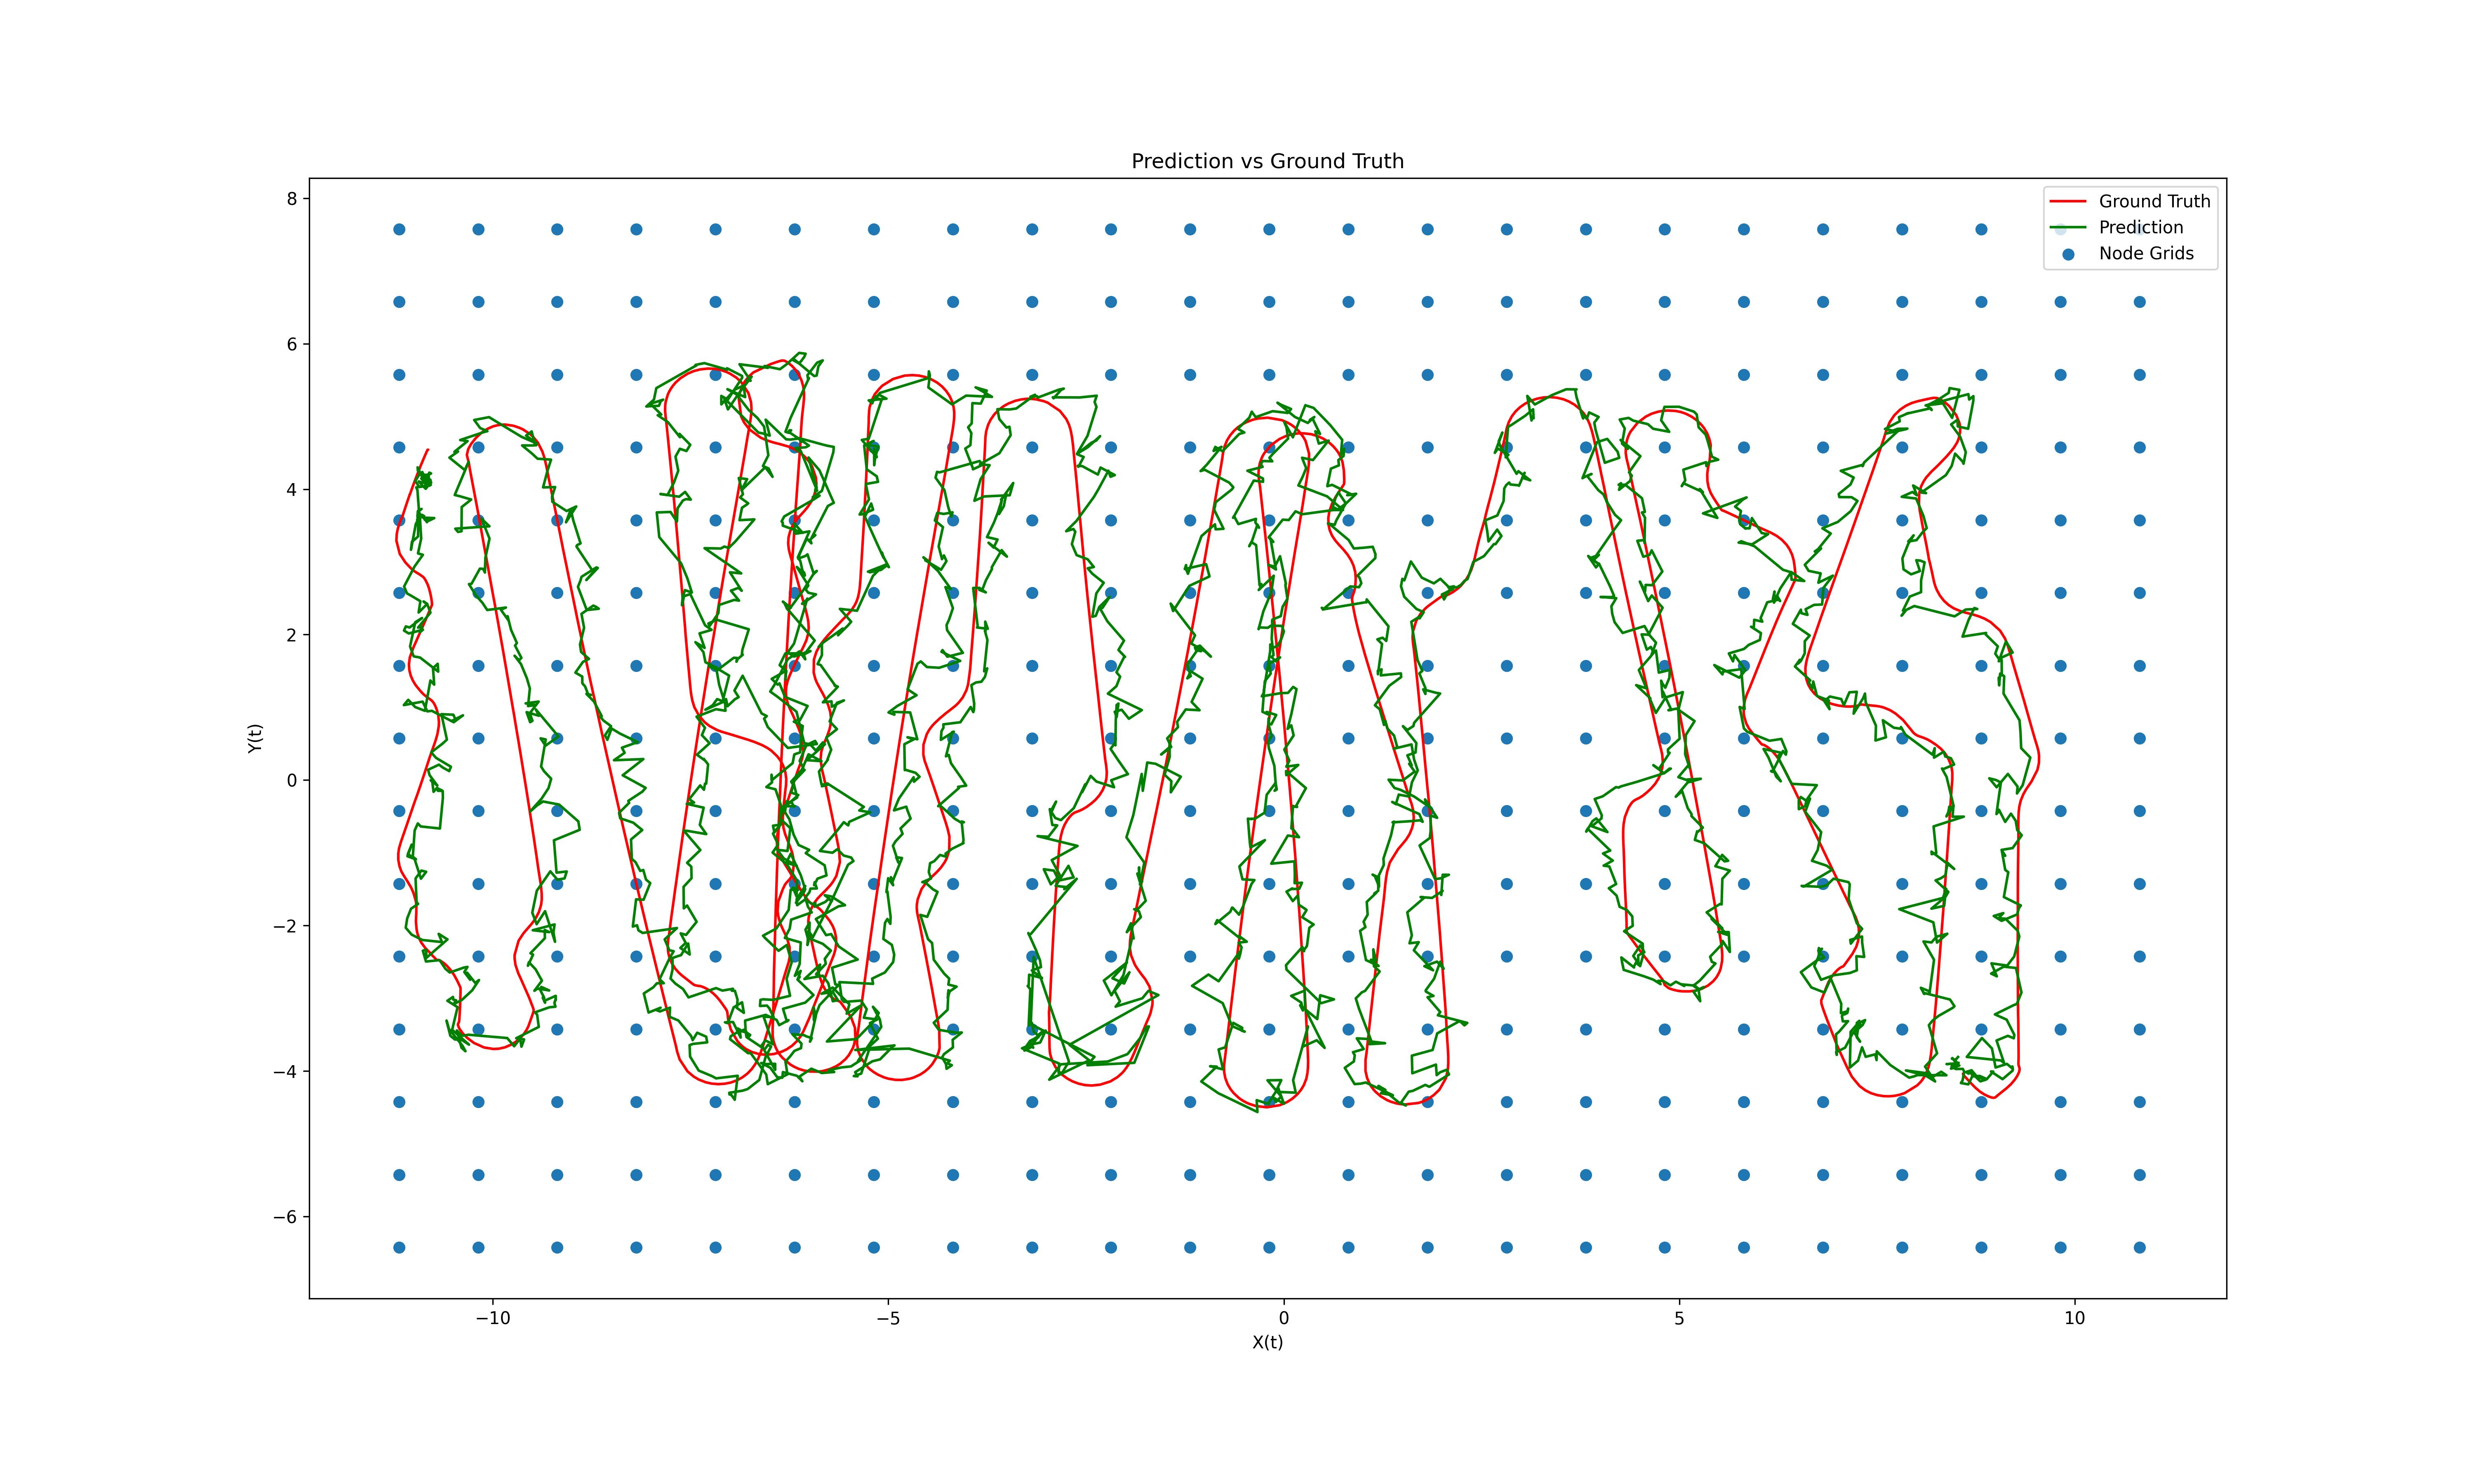 Prediction vs Ground Truth
Ground Truth
Prediction
Node Grids
8
6
4
2
0
−2
−4
−6
Y(t)
−10
−5
0
5
10
X(t)